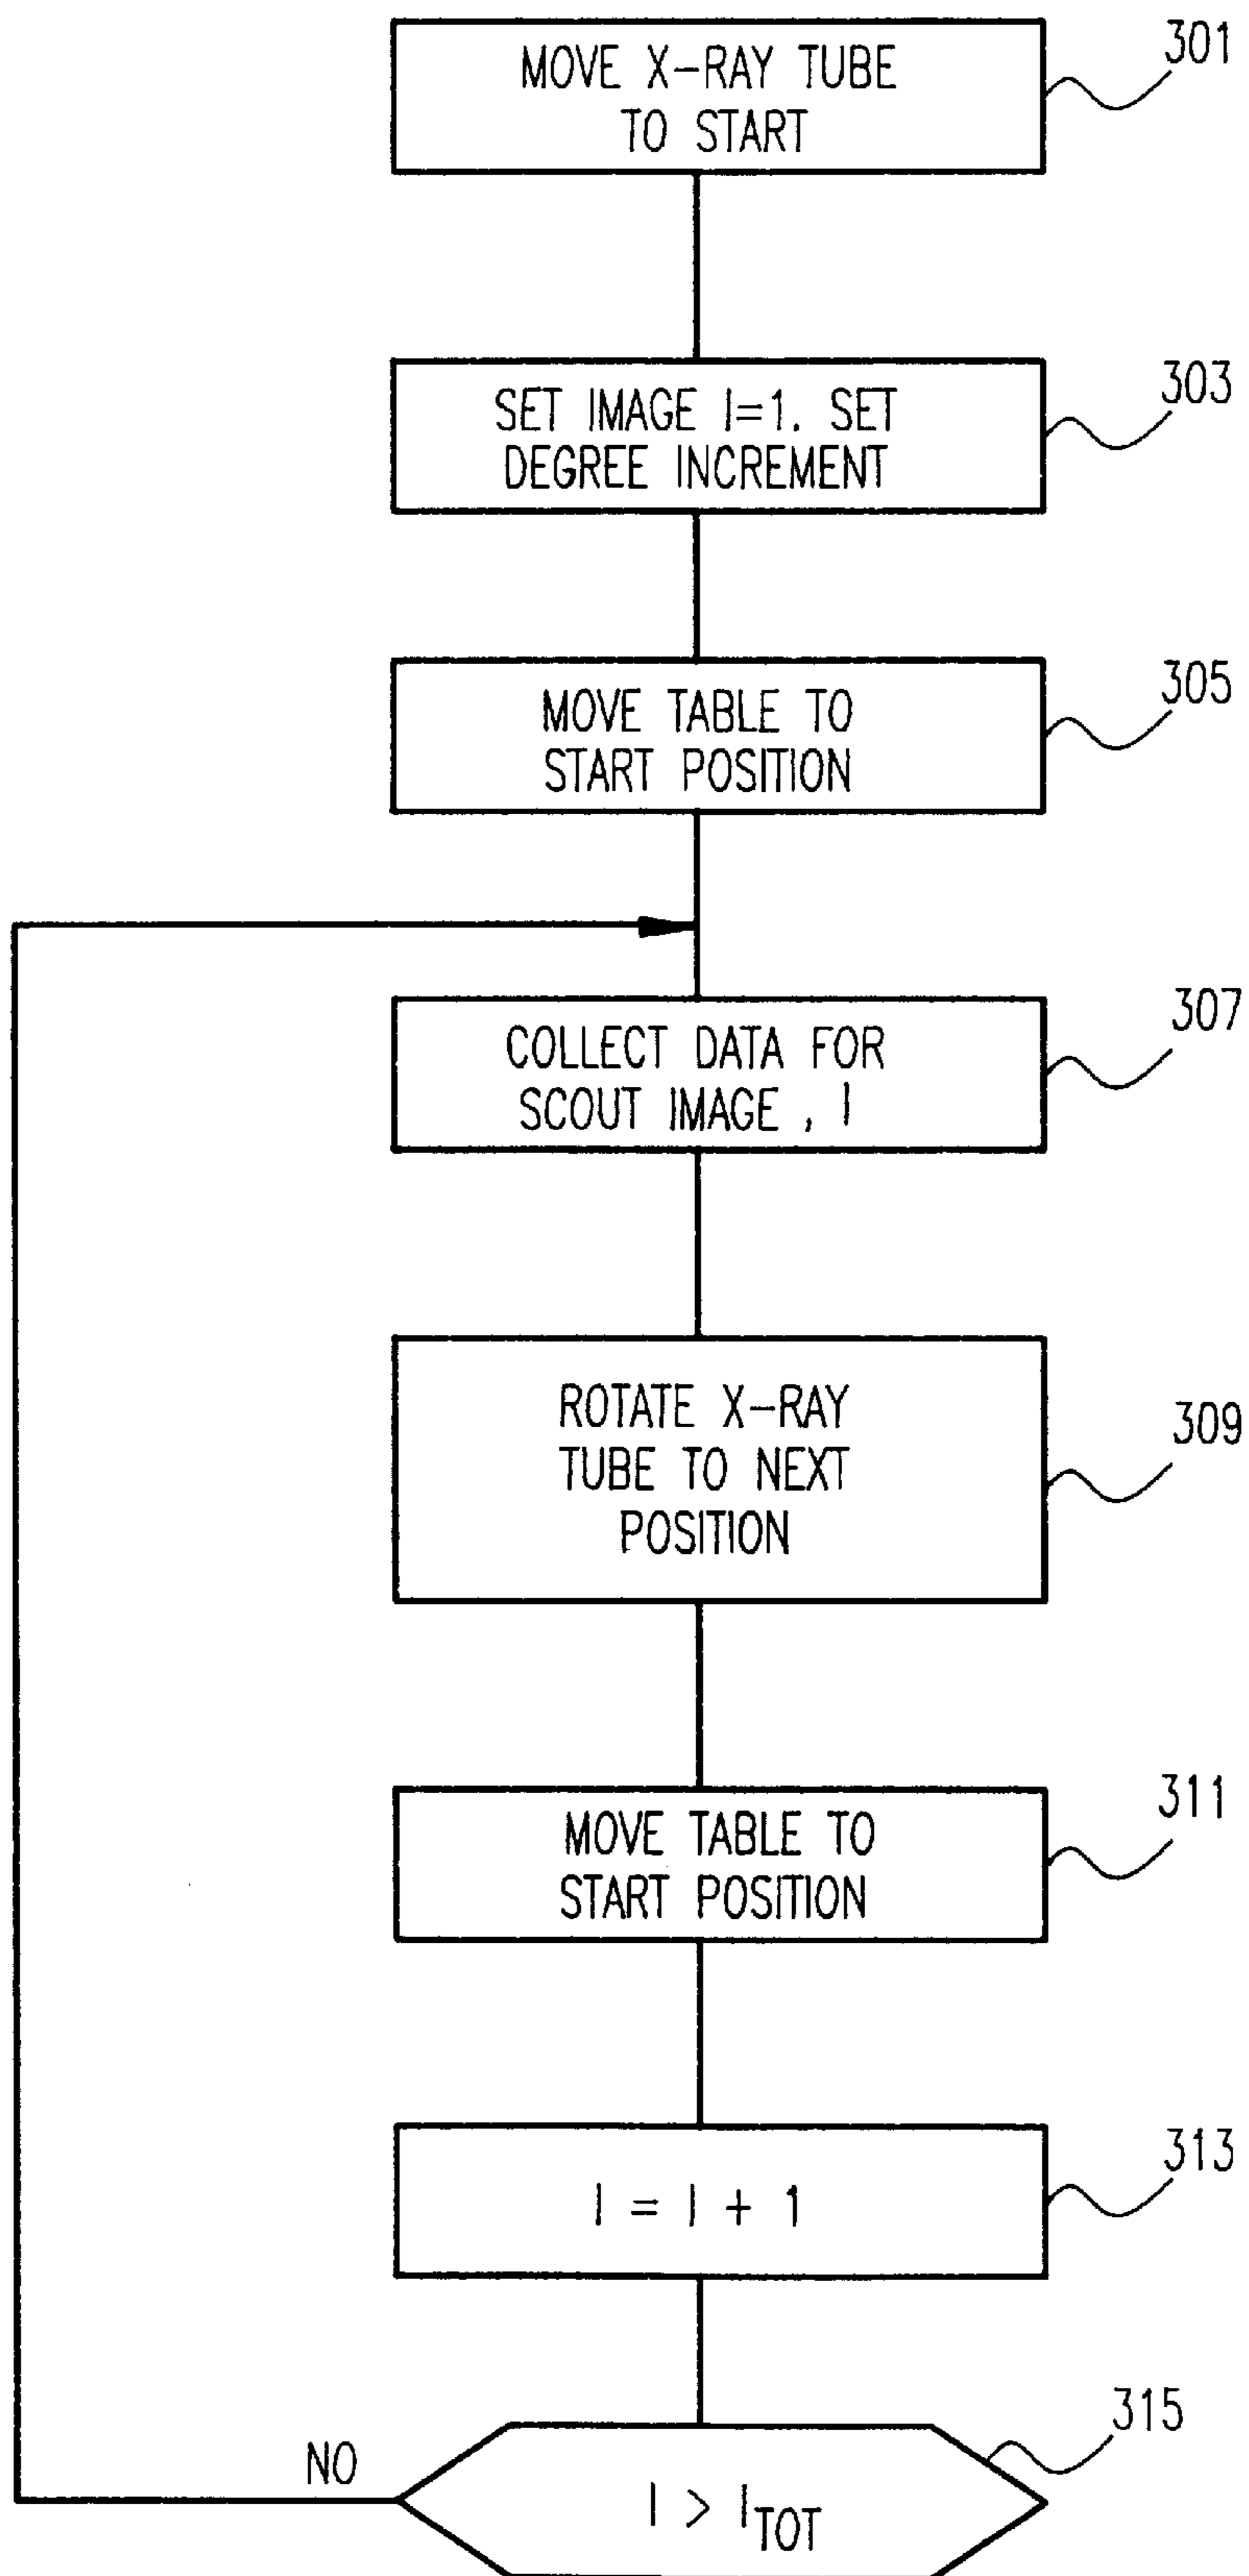 MOVE X-RAY TUBE
TO START
301
SET IMAGE I=1. SET
DEGREE INCREMENT
303
MOVE TABLE TO
START POSITION
305
COLLECT DATA FOR
SCOUT IMAGE , I
307
ROTATE X-RAY
TUBE TO NEXT
POSITION
309
MOVE TABLE TO
START POSITION
311
I = I + 1
313
315
NO
I > I_TOT